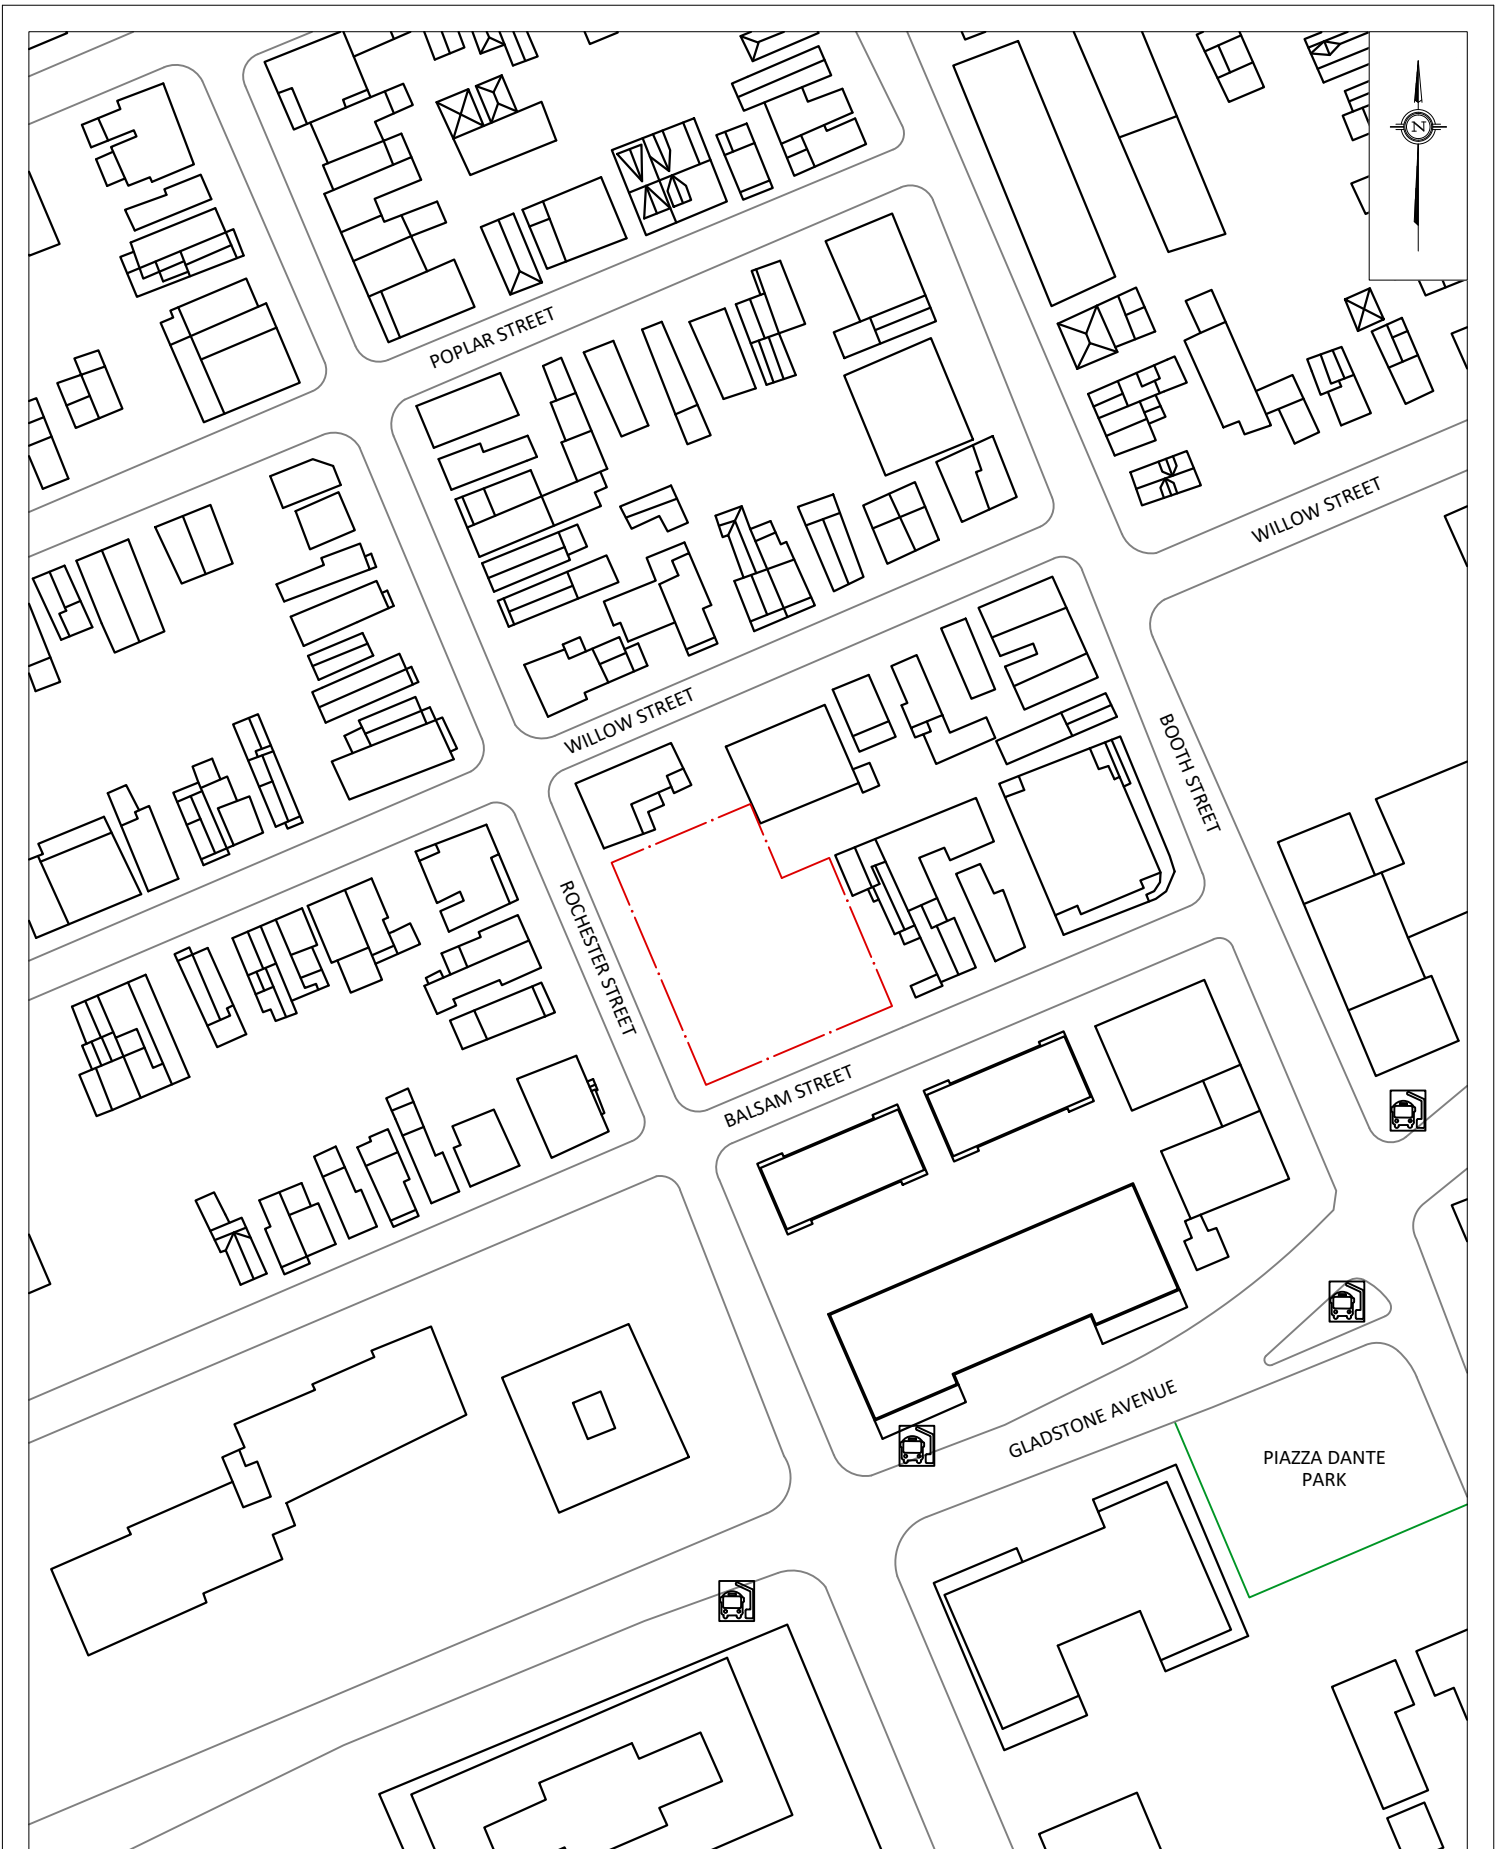 N
POPLAR STREET
WILLOW STREET
WILLOW STREET
BOOTH STREET
ROCHESTER STREET
BALSAM STREET
GLADSTONE AVENUE
PIAZZA DANTE
PARK